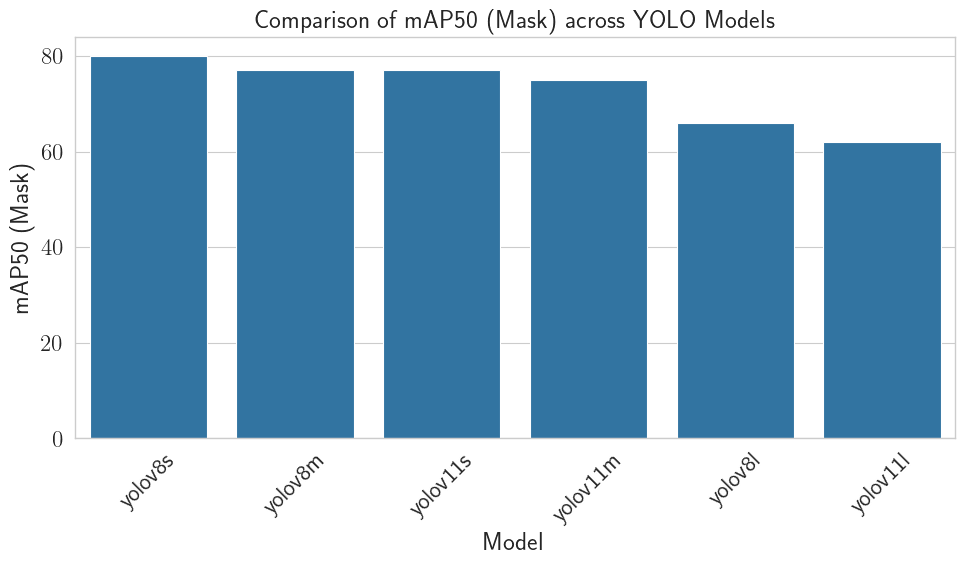 Comparison of mAP50 (Mask) across YOLO Models
mAP50 (Mask)
80
60
40
20
0
yolov8s
yolov8m
yolov11s
yolov11m
yolov8l
yolov11l
Model